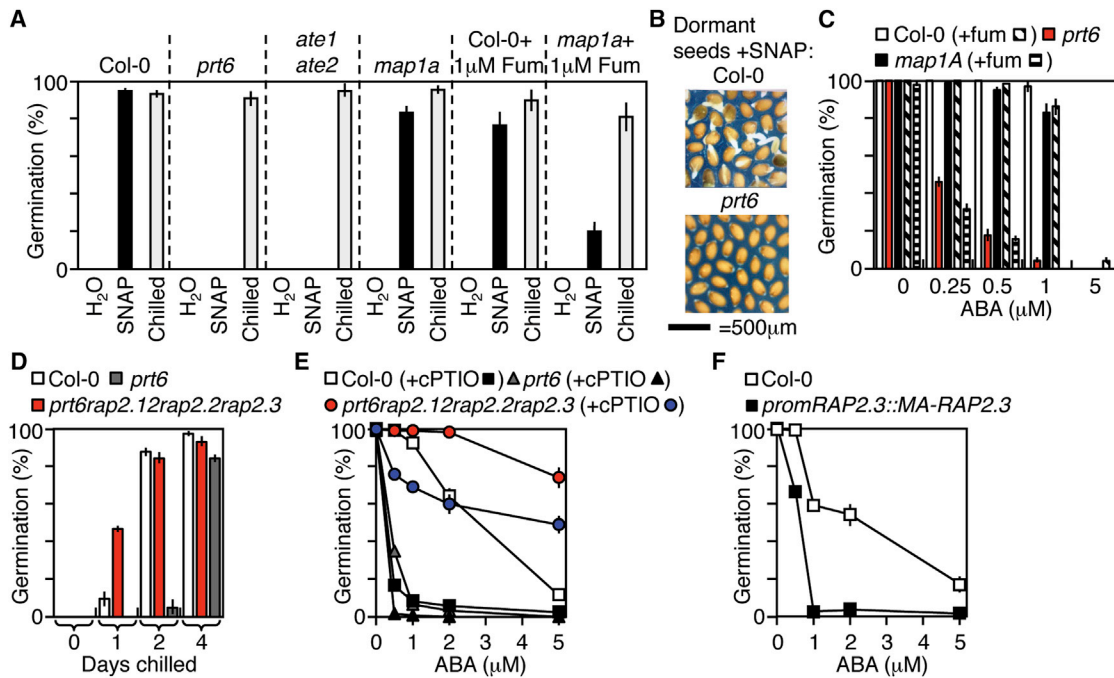 A
Col-0
prt6
ate1
ate2
map1a
Col-0+
1μM Fum
map1a+
1μM Fum
Germination (%)
100
0
H2O
SNAP
Chilled
H2O
SNAP
Chilled
H2O
SNAP
Chilled
H2O
SNAP
Chilled
H2O
SNAP
Chilled
H2O
SNAP
Chilled
B
Dormant
seeds +SNAP:
Col-0
prt6
=500μm
C
Col-0 (+fum ) prt6
map1A (+fum )
Germination (%)
100
0
0 0.25 0.5 1 5
ABA (μM)
D
Col-0 prt6
prt6rap2.12rap2.2rap2.3
Germination (%)
100
0
0 1 2 4
Days chilled
E
Col-0 (+cPTIO ) prt6 (+cPTIO )
prt6rap2.12rap2.2rap2.3 (+cPTIO )
Germination (%)
100
0
0 1 2 3 4 5
ABA (μM)
F
Col-0
promRAP2.3::MA-RAP2.3
Germination (%)
100
0
0 1 2 3 4 5
ABA (μM)